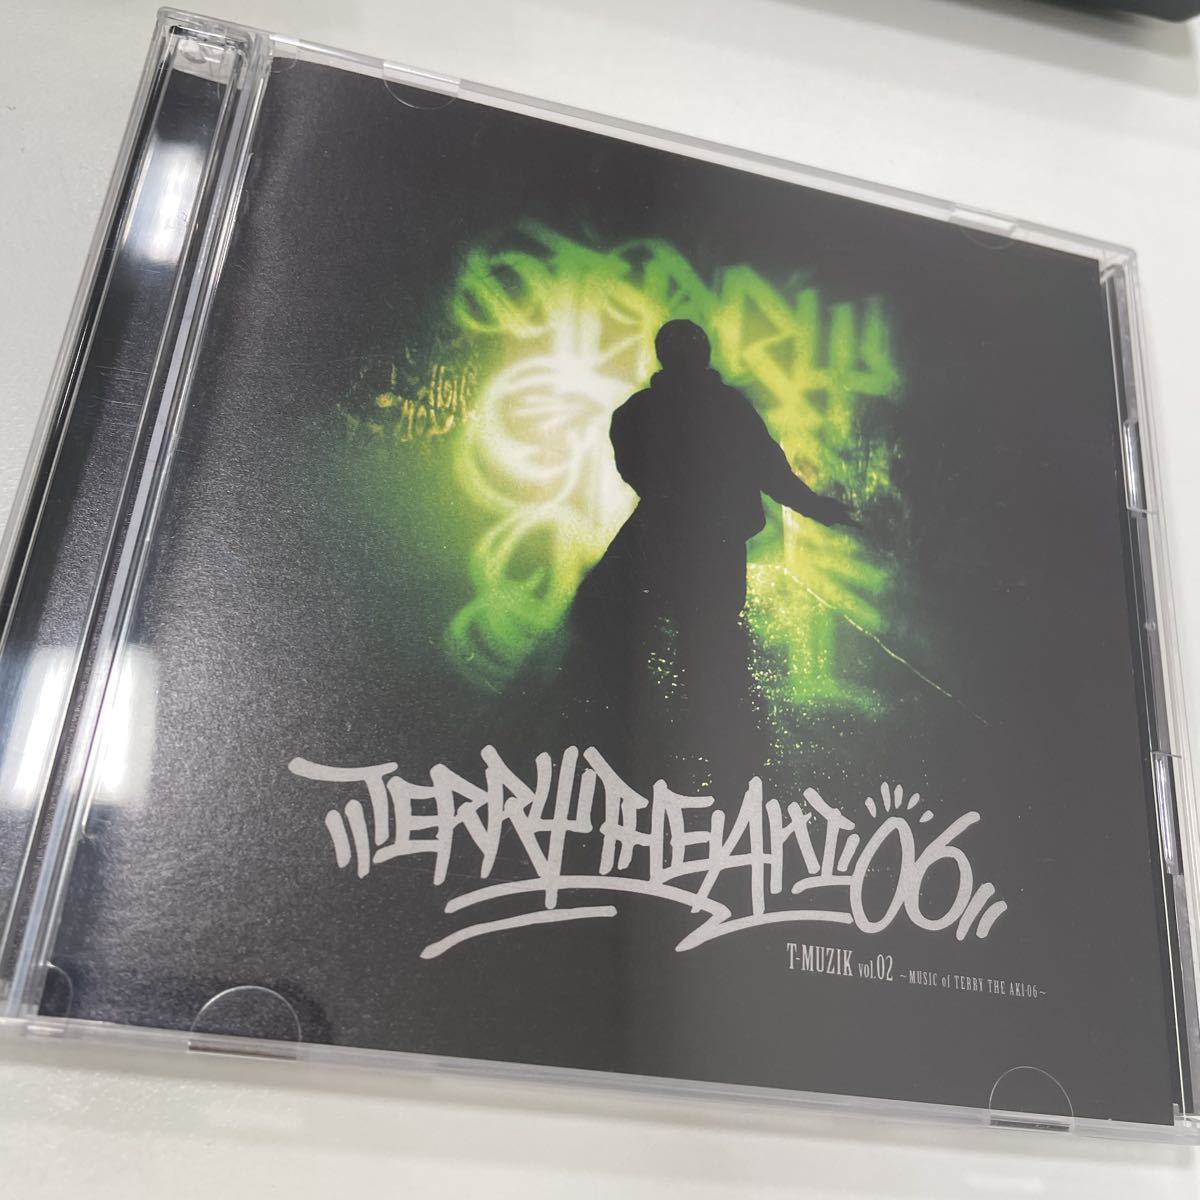 TERRY THE AKI-06
T-MUZIK vol.02 ~MUSIC of TERRY THE AKI-06~